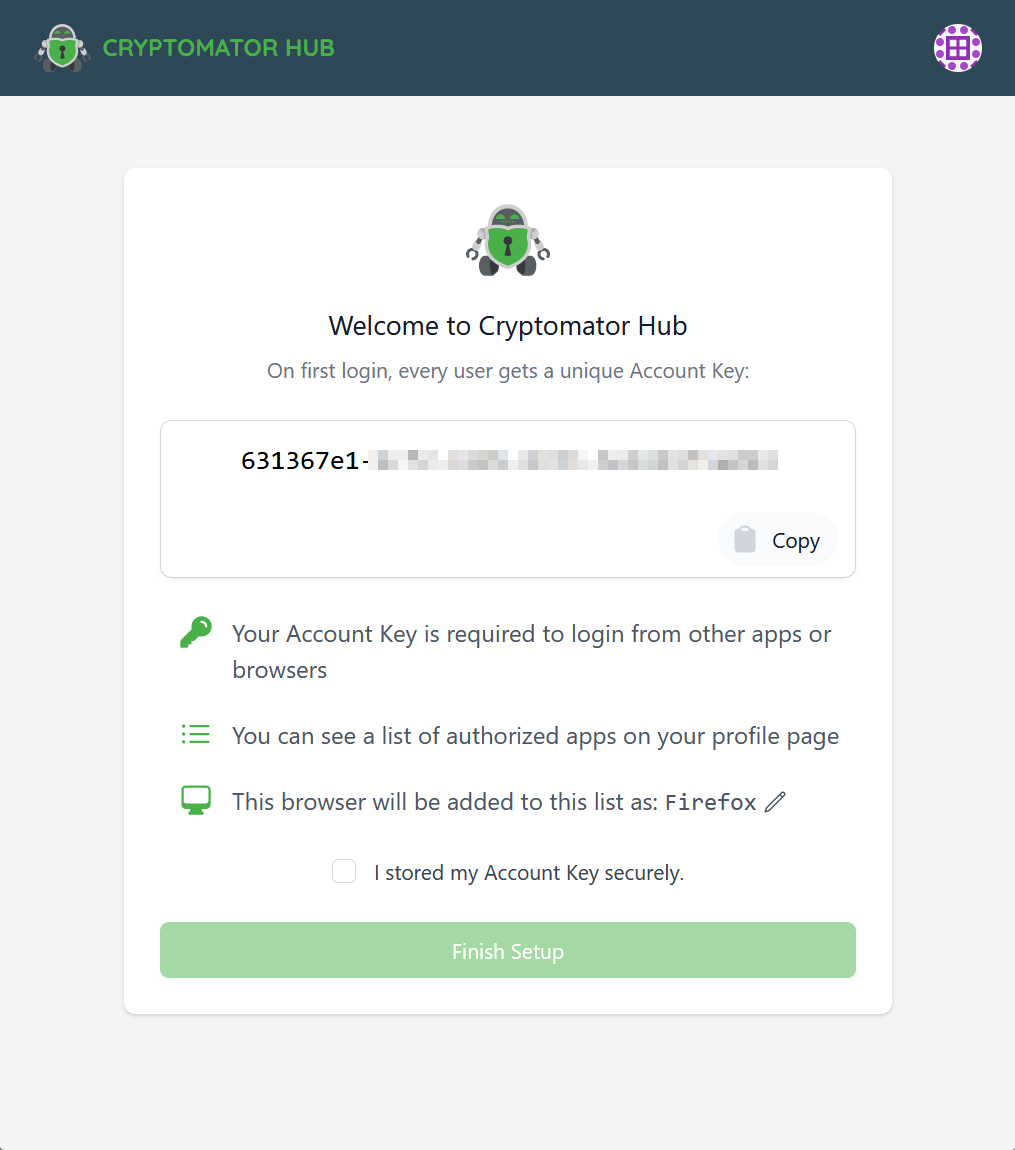 CRYPTOMATOR HUB
Welcome to Cryptomator Hub
On first login, every user gets a unique Account Key:
631367e1-
Copy
Your Account Key is required to login from other apps or
browsers
You can see a list of authorized apps on your profile page
This browser will be added to this list as: Firefox
I stored my Account Key securely.
Finish Setup